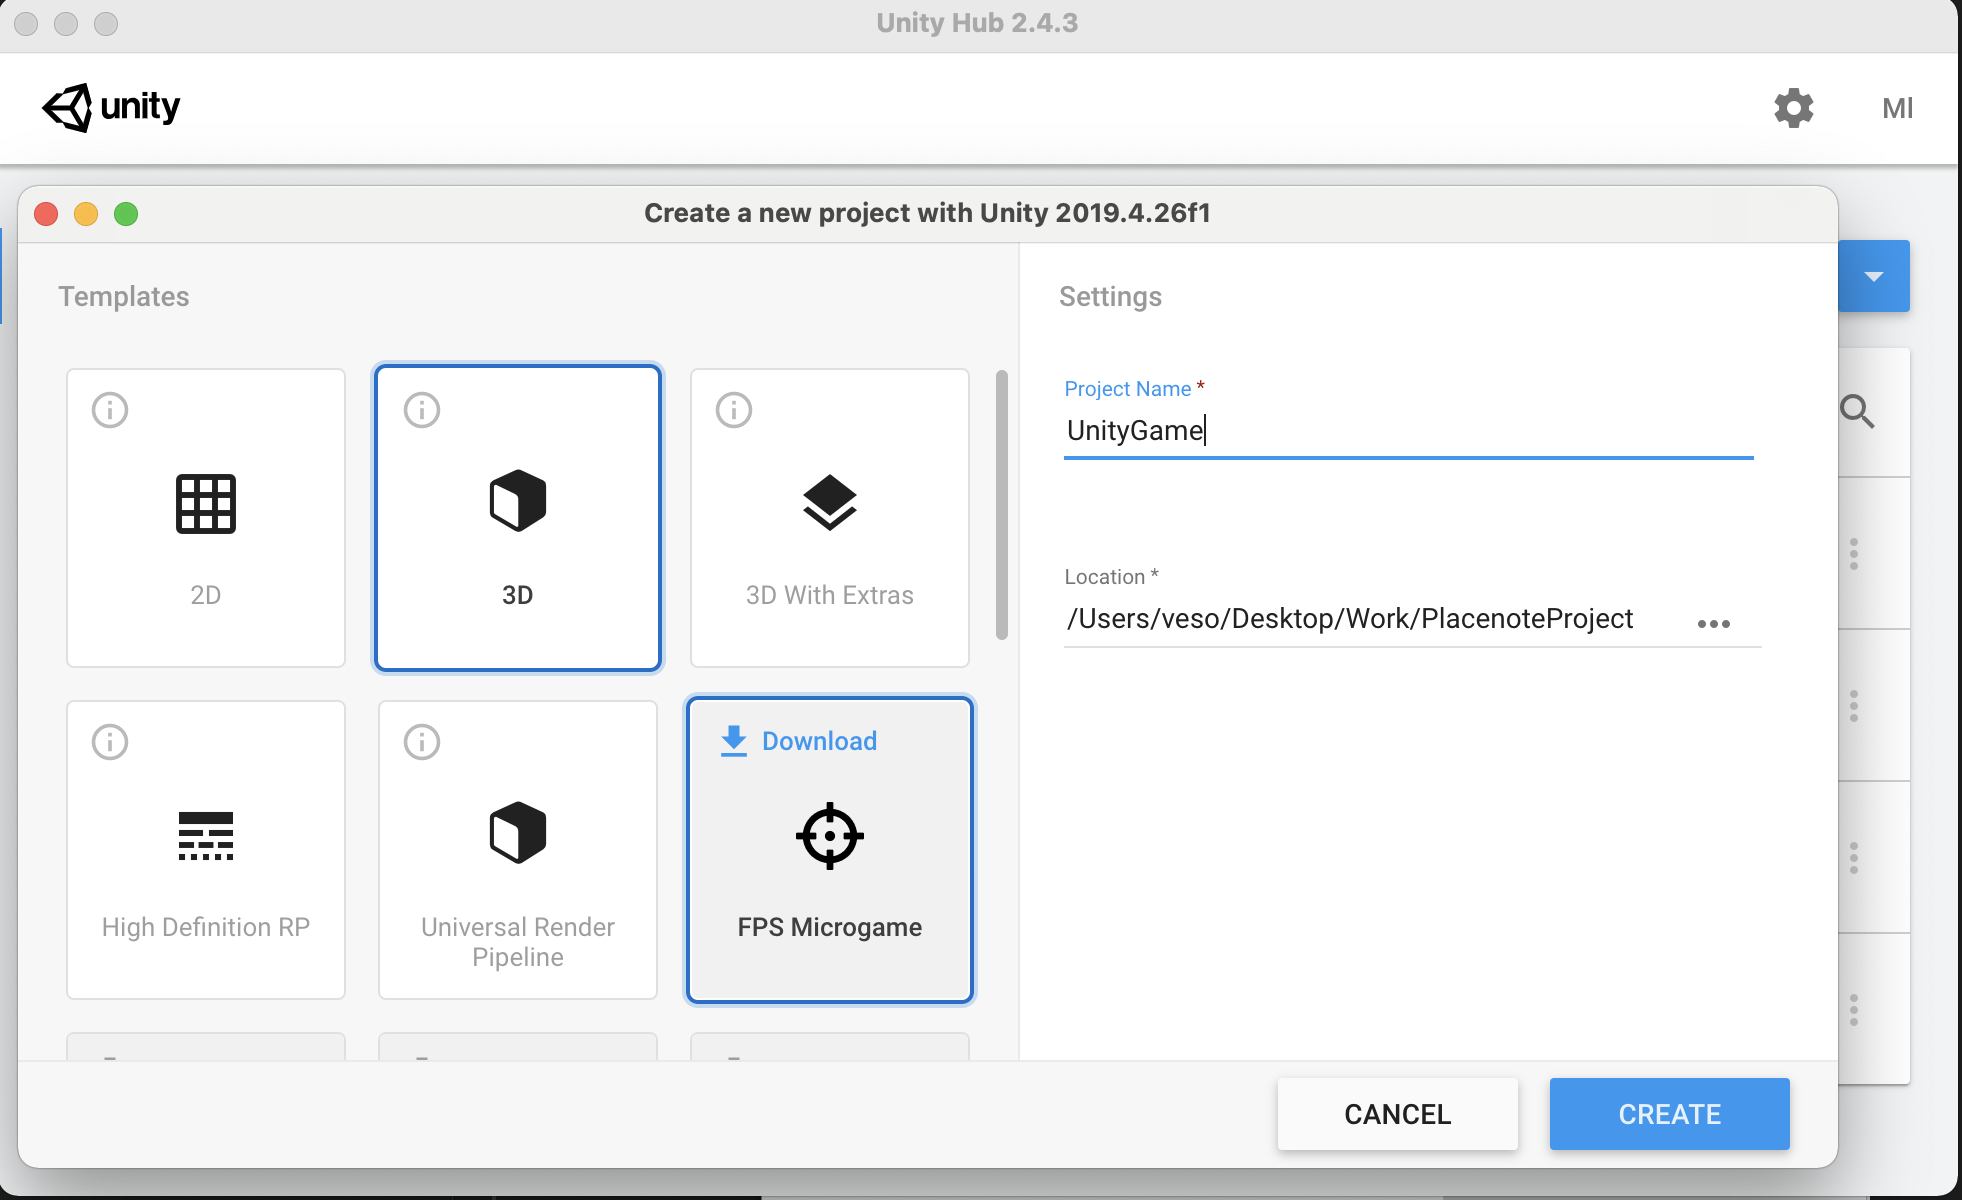 Unity Hub 2.4.3
unity
MI
Create a new project with Unity 2019.4.26f1
Templates
Settings
2D
3D
3D With Extras
Project Name *
UnityGame
Location *
/Users/veso/Desktop/Work/PlacenoteProject
High Definition RP
Universal Render
Pipeline
Download
FPS Microgame
CANCEL
CREATE